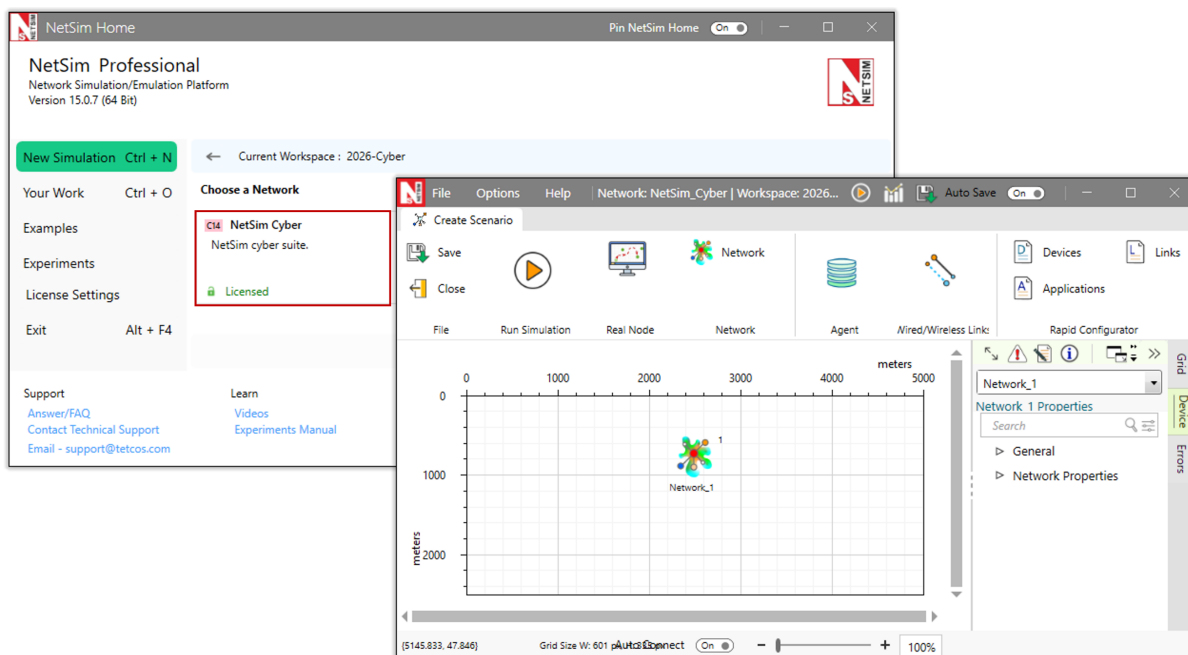 NetSim Home
Pin NetSim Home On
NetSim Professional
Network Simulation/Emulation Platform
Version 15.0.7 (64 Bit)
NETSIM
New Simulation Ctrl + N
Your Work Ctrl + O
Examples
Experiments
License Settings
Exit Alt + F4
Current Workspace : 2026-Cyber
Choose a Network
C14 NetSim Cyber
NetSim cyber suite.
Licensed
Support
Answer/FAQ
Contact Technical Support
Email - support@tetcos.com
Learn
Videos
Experiments Manual
File Options Help Network: NetSim_Cyber | Workspace: 2026... Auto Save On
Create Scenario
Save
Close
File
Run Simulation
Real Node
Network
Network
Agent
Wired/Wireless Links
Devices
Links
Applications
Rapid Configurator
meters
0 1000 2000 3000 4000 5000
0
1000
2000
meters
1
Network_1
Network_1
Network_1 Properties
Search
General
Network Properties
Grid
Device
Errors
{5145.833, 47.846}
Grid Size W: 601 px
Auto Connect
On
100%